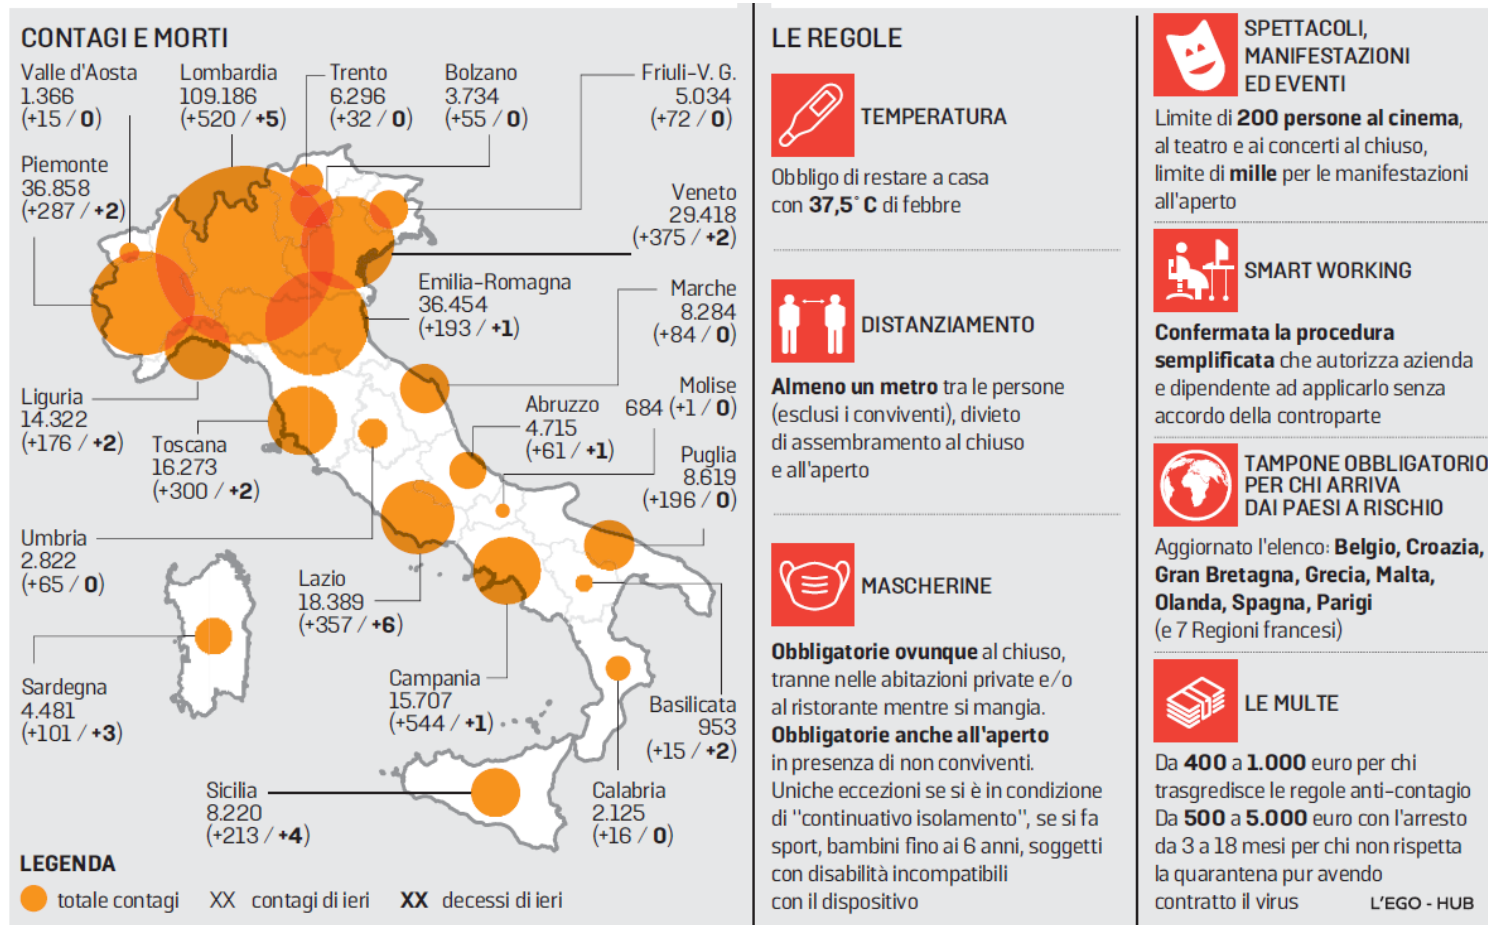 CONTAGI E MORTI
Valle d'Aosta
1.366
(+15 / 0)
Lombardia
109.186
(+520 / +5)
Trento
6.296
(+32 / 0)
Bolzano
3.734
(+55 / 0)
Friuli-V. G.
5.034
(+72 / 0)
Piemonte
36.858
(+287 / +2)
Veneto
29.418
(+375 / +2)
Emilia-Romagna
36.454
(+193 / +1)
Marche
8.284
(+84 / 0)
Liguria
14.322
(+176 / +2)
Toscana
16.273
(+300 / +2)
Abruzzo
4.715
(+61 / +1)
Molise
684 (+1 / 0)
Puglia
8.619
(+196 / 0)
Umbria
2.822
(+65 / 0)
Lazio
18.389
(+357 / +6)
Sardegna
4.481
(+101 / +3)
Campania
15.707
(+544 / +1)
Basilicata
953
(+15 / +2)
Sicilia
8.220
(+213 / +4)
Calabria
2.125
(+16 / 0)
LEGENDA
totale contagi XX contagi di ieri XX decessi di ieri
LE REGOLE
TEMPERATURA
Obbligo di restare a casa
con 37,5° C di febbre
DISTANZIAMENTO
Almeno un metro tra le persone
(esclusi i conviventi), divieto
di assembramento al chiuso
e all'aperto
MASCHERINE
Obbligatorie ovunque al chiuso,
tranne nelle abitazioni private e/o
al ristorante mentre si mangia.
Obbligatorie anche all'aperto
in presenza di non conviventi.
Uniche eccezioni se si è in condizione
di "continuativo isolamento", se si fa
sport, bambini fino ai 6 anni, soggetti
con disabilità incompatibili
con il dispositivo
SPETTACOLI,
MANIFESTAZIONI
ED EVENTI
Limite di 200 persone al cinema,
al teatro e ai concerti al chiuso,
limite di mille per le manifestazioni
all'aperto
SMART WORKING
Confermata la procedura
semplificata che autorizza azienda
e dipendente ad applicarlo senza
accordo della controparte
TAMPONE OBBLIGATORIO
PER CHI ARRIVA
DAI PAESI A RISCHIO
Aggiornato l'elenco: Belgio, Croazia,
Gran Bretagna, Grecia, Malta,
Olanda, Spagna, Parigi
(e 7 Regioni francesi)
LE MULTE
Da 400 a 1.000 euro per chi
trasgredisce le regole anti-contagio
Da 500 a 5.000 euro con l'arresto
da 3 a 18 mesi per chi non rispetta
la quarantena pur avendo
contratto il virus
L'EGO - HUB